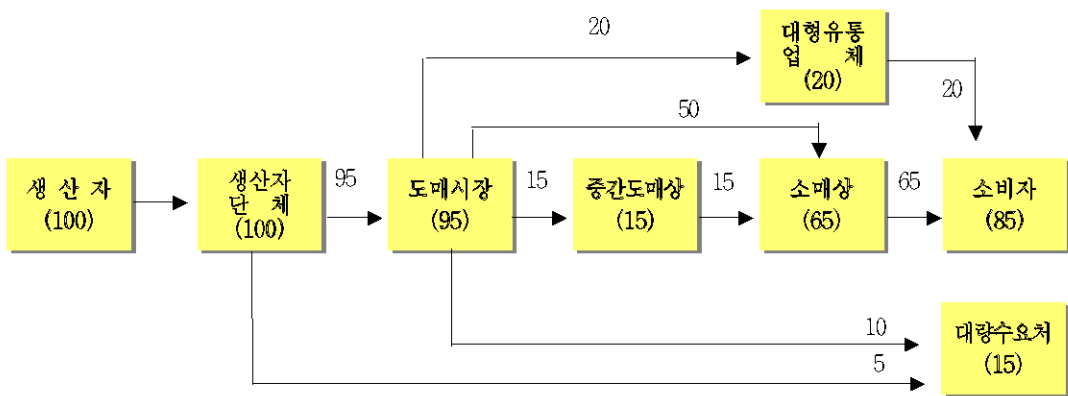 20
대형유통
업 체
(20)
20
50
생 산 자
(100)
생산자
단 체
(100)
95
도매시장
(95)
15
중간도매상
(15)
15
소매상
(65)
65
소비자
(85)
10
5
대량수요처
(15)